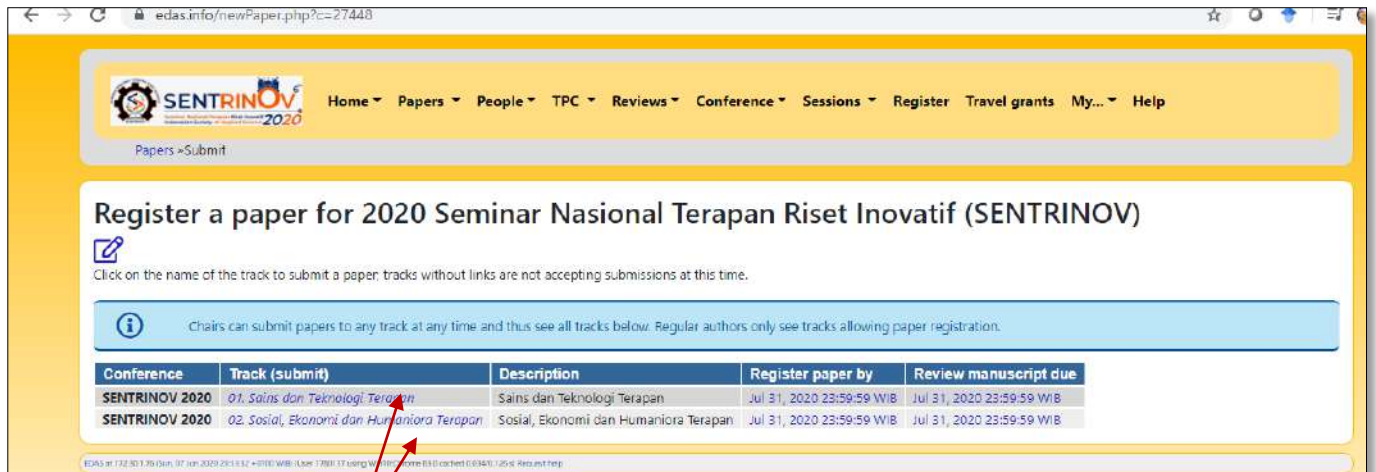 edas.info/newPaper.php?c=27448
SENTRINOV 2020
Home Papers People TPC Reviews Conference Sessions Register Travel grants My... Help
Papers »Submit
Register a paper for 2020 Seminar Nasional Terapan Riset Inovatif (SENTRINOV)
Click on the name of the track to submit a paper; tracks without links are not accepting submissions at this time.
Chairs can submit papers to any track at any time and thus see all tracks below. Regular authors only see tracks allowing paper registration.
Conference Track (submit) Description Register paper by Review manuscript due
SENTRINOV 2020 01. Sains dan Teknologi Terapan Sains dan Teknologi Terapan Jul 31, 2020 23:59:59 WIB Jul 31, 2020 23:59:59 WIB
SENTRINOV 2020 02. Sosial, Ekonomi dan Humaniora Terapan Sosial, Ekonomi dan Humaniora Terapan Jul 31, 2020 23:59:59 WIB Jul 31, 2020 23:59:59 WIB
Request help